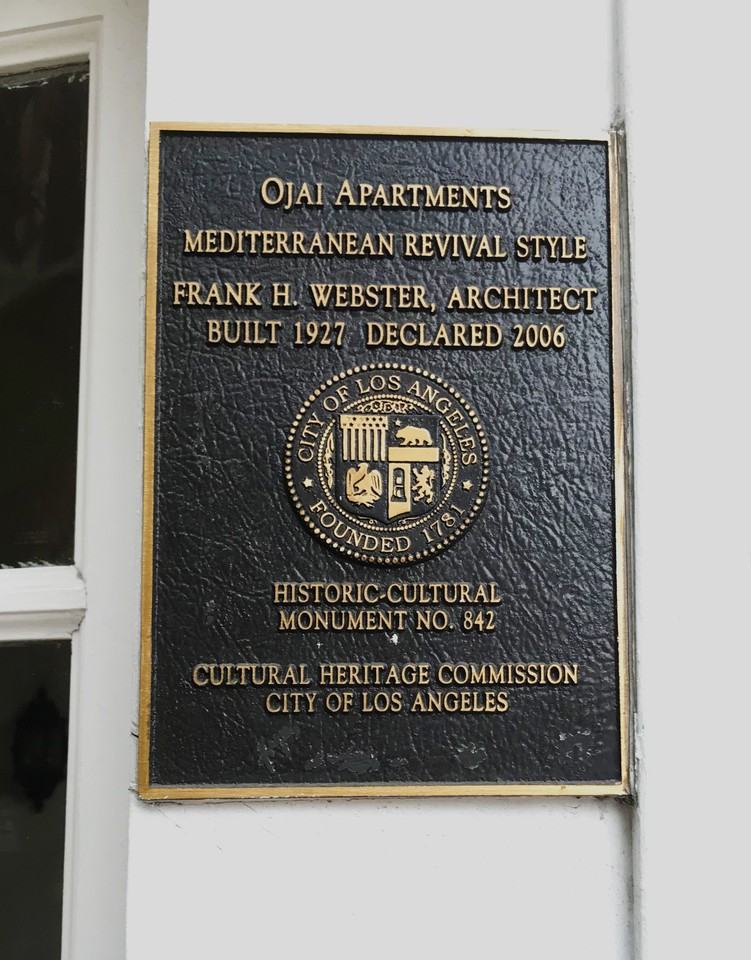 OJAI APARTMENTS
MEDITERRANEAN REVIVAL STYLE
FRANK H. WEBSTER, ARCHITECT
BUILT 1927 DECLARED 2006
CITY OF LOS ANGELES
FOUNDED 1781
HISTORIC-CULTURAL
MONUMENT NO. 842
CULTURAL HERITAGE COMMISSION
CITY OF LOS ANGELES